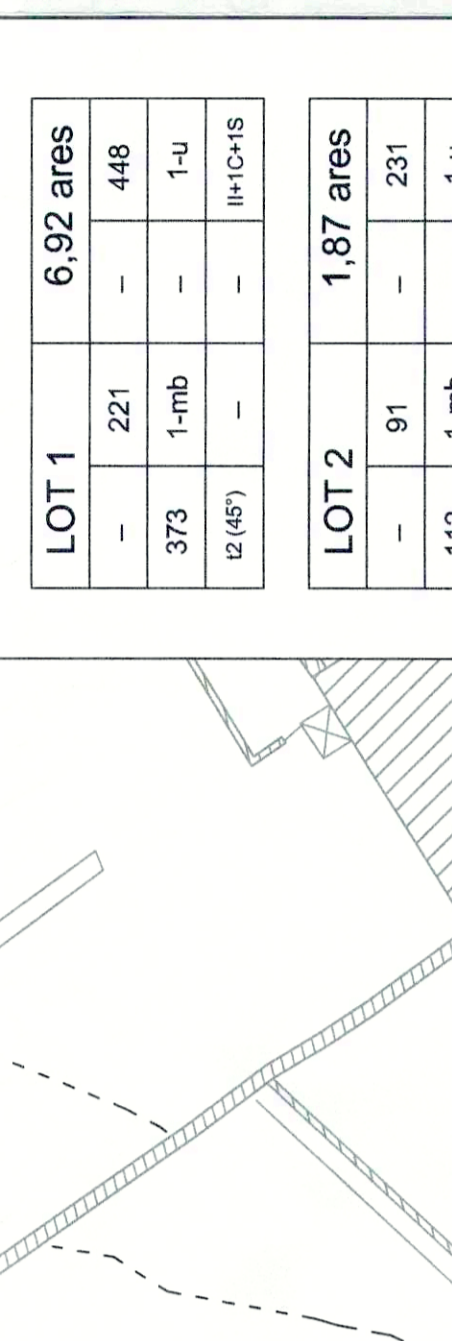 LOT 1 6,92 ares
– 221 – 448
373 1-mb – 1-u
t2 (45°) – – II+1C+1S
LOT 2 1,87 ares
– 91 – 231